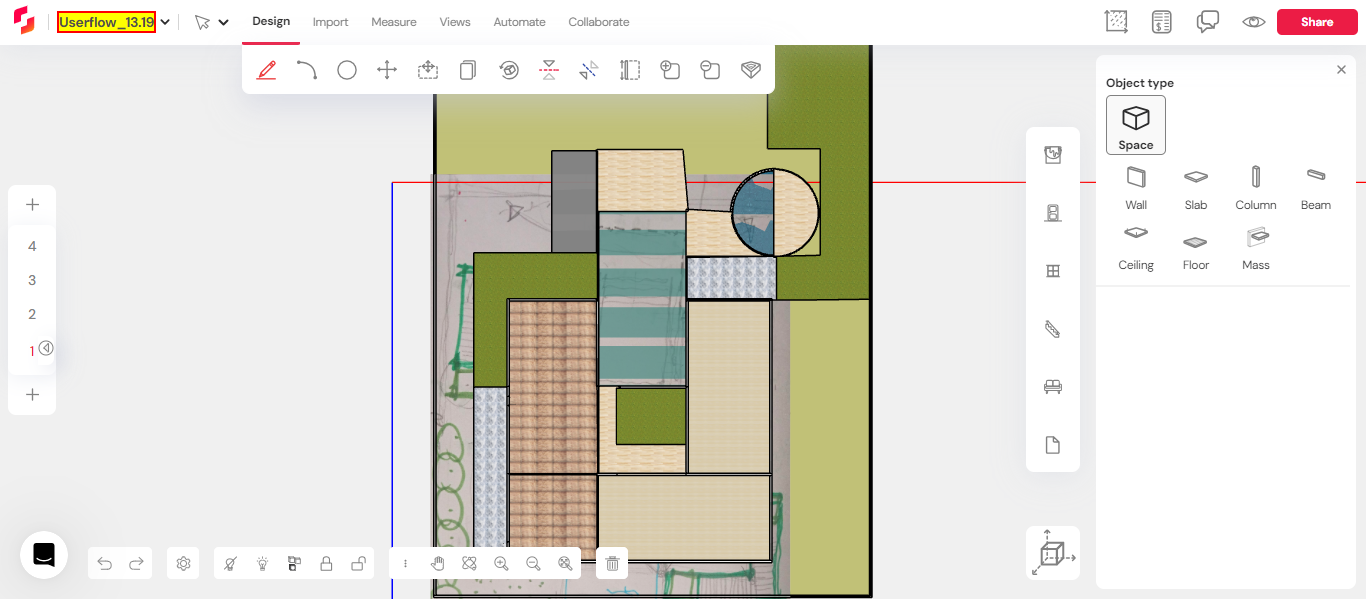 Userflow_13.19
Design
Import
Measure
Views
Automate
Collaborate
Share
Object type
Space
Wall
Slab
Column
Beam
Ceiling
Floor
Mass
4
3
2
1